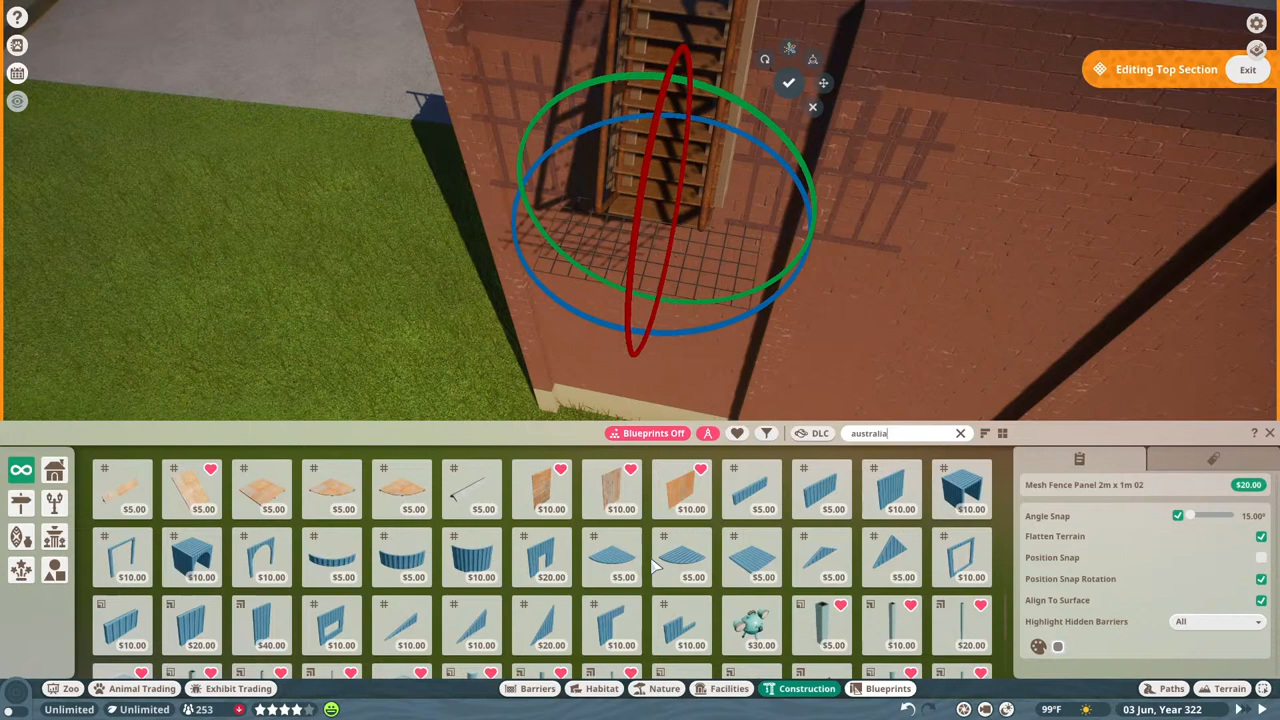 ?
Editing Top Section Exit
Blueprints Off DLC australia ? X
$5.00 $5.00 $5.00 $5.00 $5.00 $5.00 $10.00 $10.00 $10.00 $5.00 $5.00 $10.00 $10.00
$10.00 $10.00 $10.00 $5.00 $5.00 $10.00 $20.00 $5.00 $5.00 $5.00 $5.00 $10.00 $10.00
$10.00 $20.00 $40.00 $10.00 $5.00 $10.00 $10.00 $10.00 $10.00 $30.00 $5.00 $10.00 $20.00
Mesh Fence Panel 2m x 1m 02 $20.00
Angle Snap 15.00°
Flatten Terrain
Position Snap
Position Snap Rotation
Align To Surface
Highlight Hidden Barriers All
Zoo Animal Trading Exhibit Trading Barriers Habitat Nature Facilities Construction Blueprints Paths Terrain
Unlimited Unlimited 253 99°F 03 Jun, Year 322